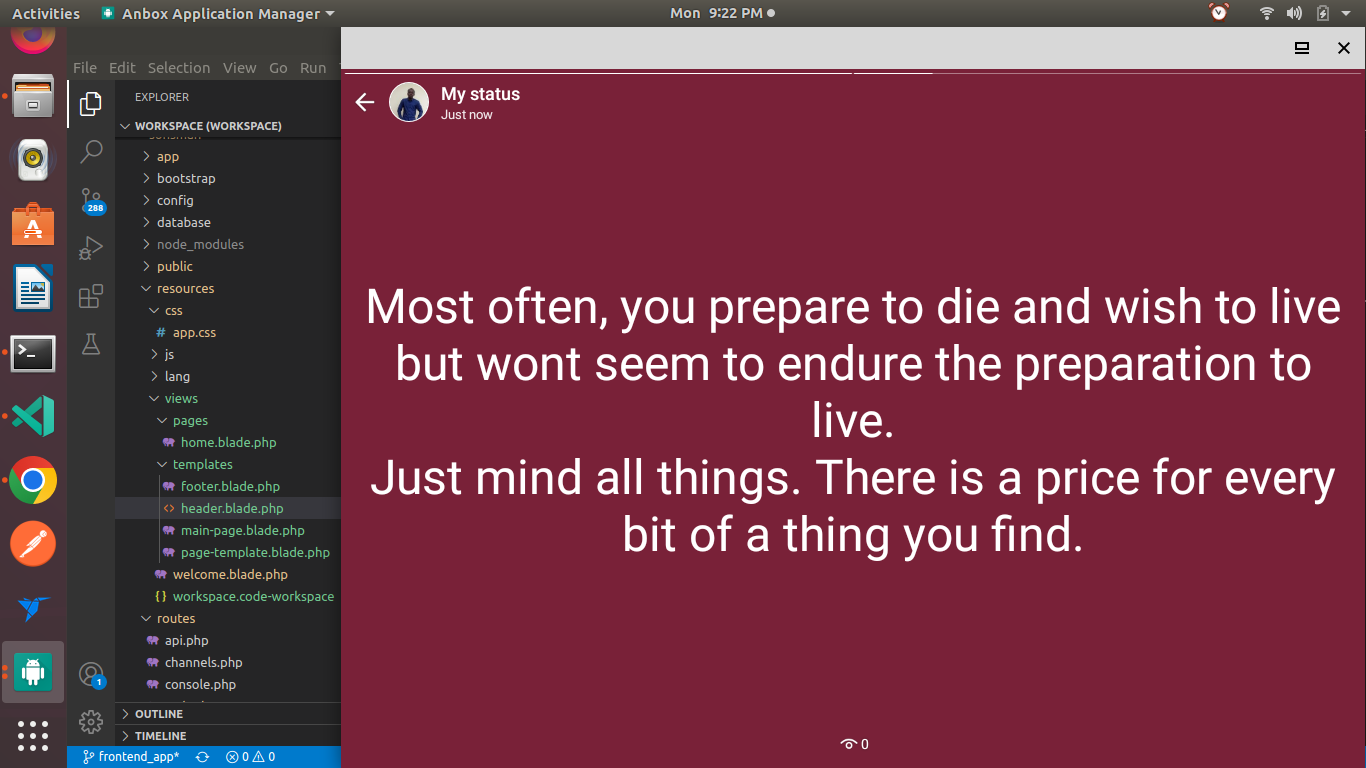 Activities
Anbox Application Manager
Mon 9:22 PM
File Edit Selection View Go Run
EXPLORER
WORKSPACE (WORKSPACE)
app
bootstrap
config
database
node_modules
public
resources
css
# app.css
js
lang
views
pages
home.blade.php
templates
footer.blade.php
<> header.blade.php
main-page.blade.php
page-template.blade.php
welcome.blade.php
{} workspace.code-workspace
routes
api.php
channels.php
console.php
OUTLINE
TIMELINE
frontend_app* 0 0
288
1
My status
Just now
Most often, you prepare to die and wish to live
but wont seem to endure the preparation to
live.
Just mind all things. There is a price for every
bit of a thing you find.
0